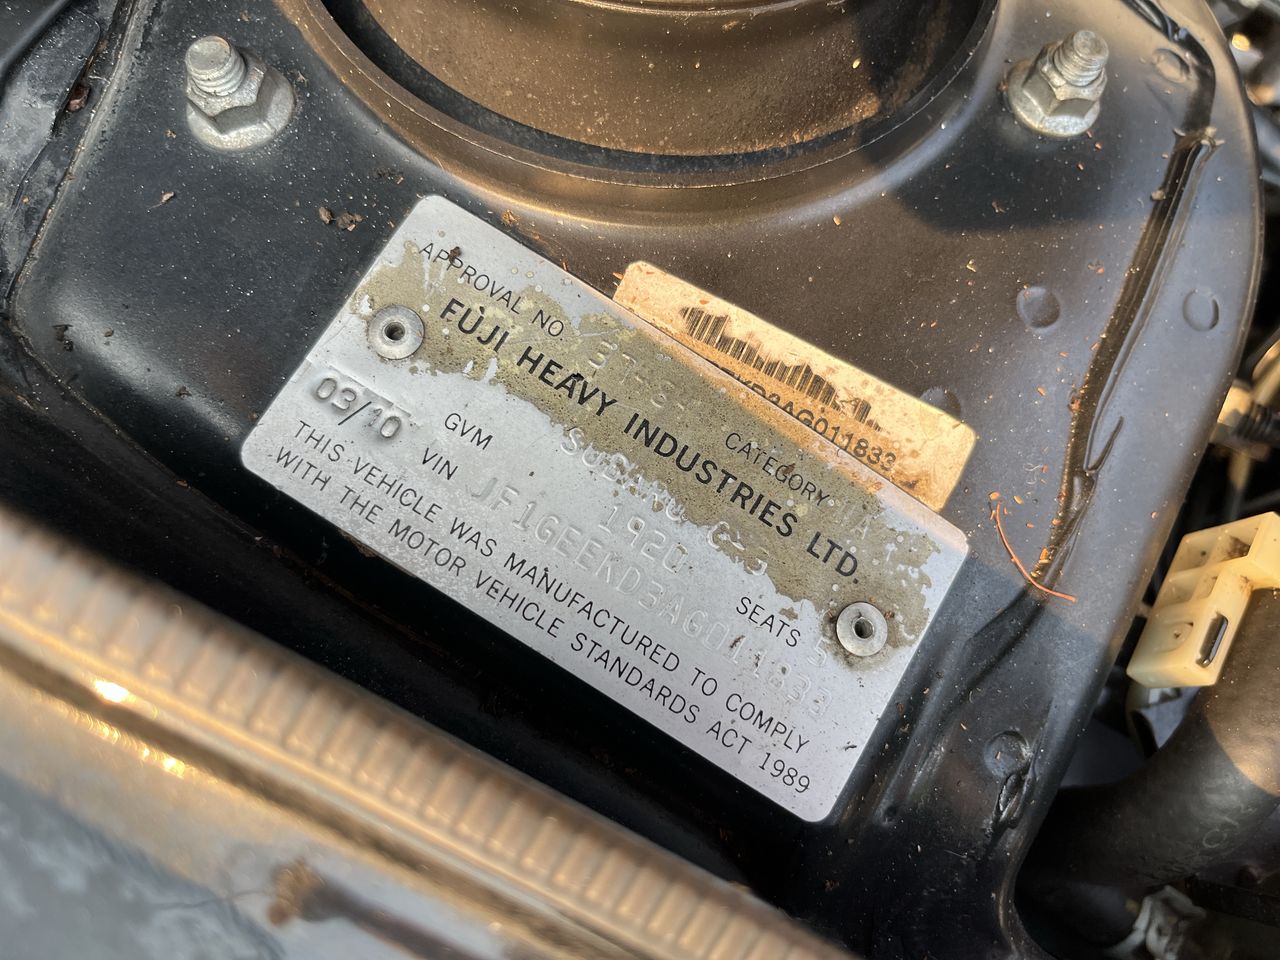 APPROVAL NO. CATEGORY
FUJI HEAVY INDUSTRIES LTD.
03/10 GVM 1920 SEATS 5
VIN JF1GEEKD3AG011833
THIS VEHICLE WAS MANUFACTURED TO COMPLY
WITH THE MOTOR VEHICLE STANDARDS ACT 1989
AG011833